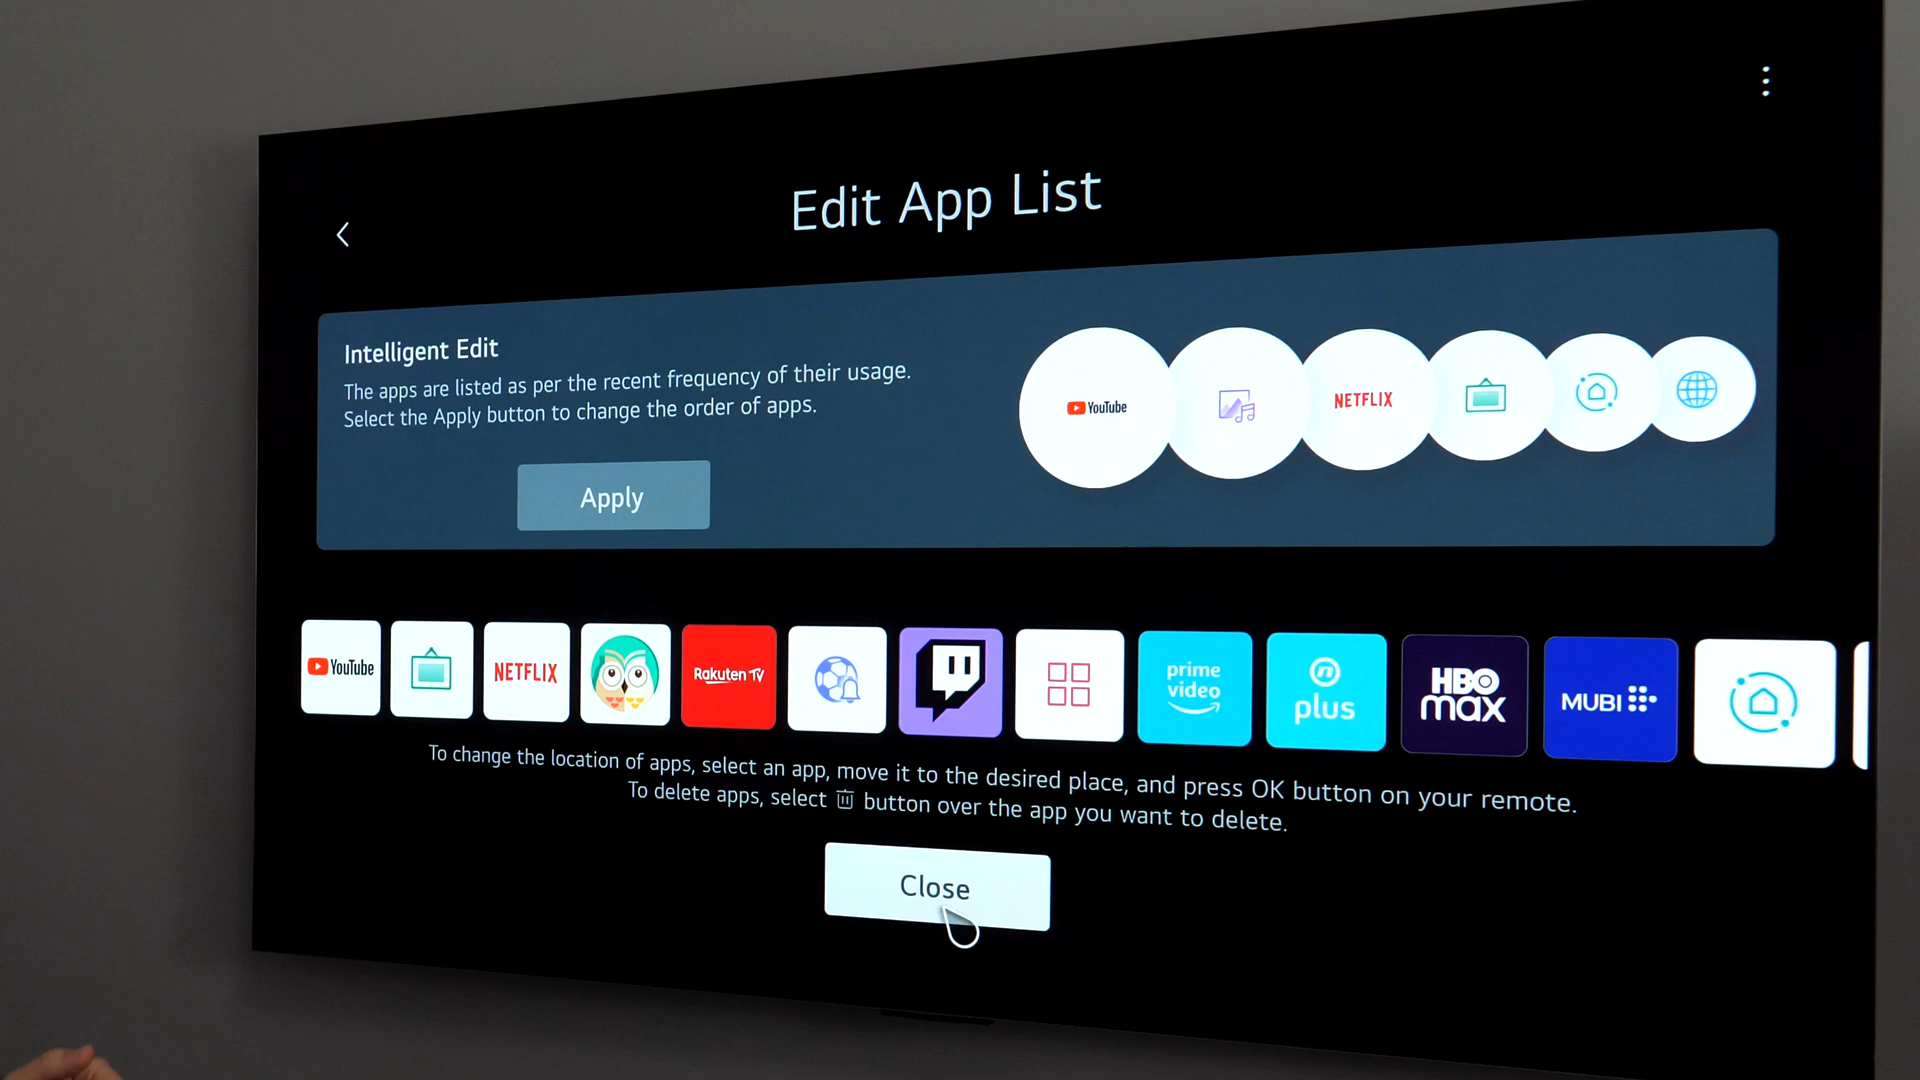 Edit App List
Intelligent Edit
The apps are listed as per the recent frequency of their usage.
Select the Apply button to change the order of apps.
Apply
YouTube
NETFLIX
YouTube
NETFLIX
Rakuten TV
prime video
n plus
HBO max
MUBI
To change the location of apps, select an app, move it to the desired place, and press OK button on your remote.
To delete apps, select button over the app you want to delete.
Close